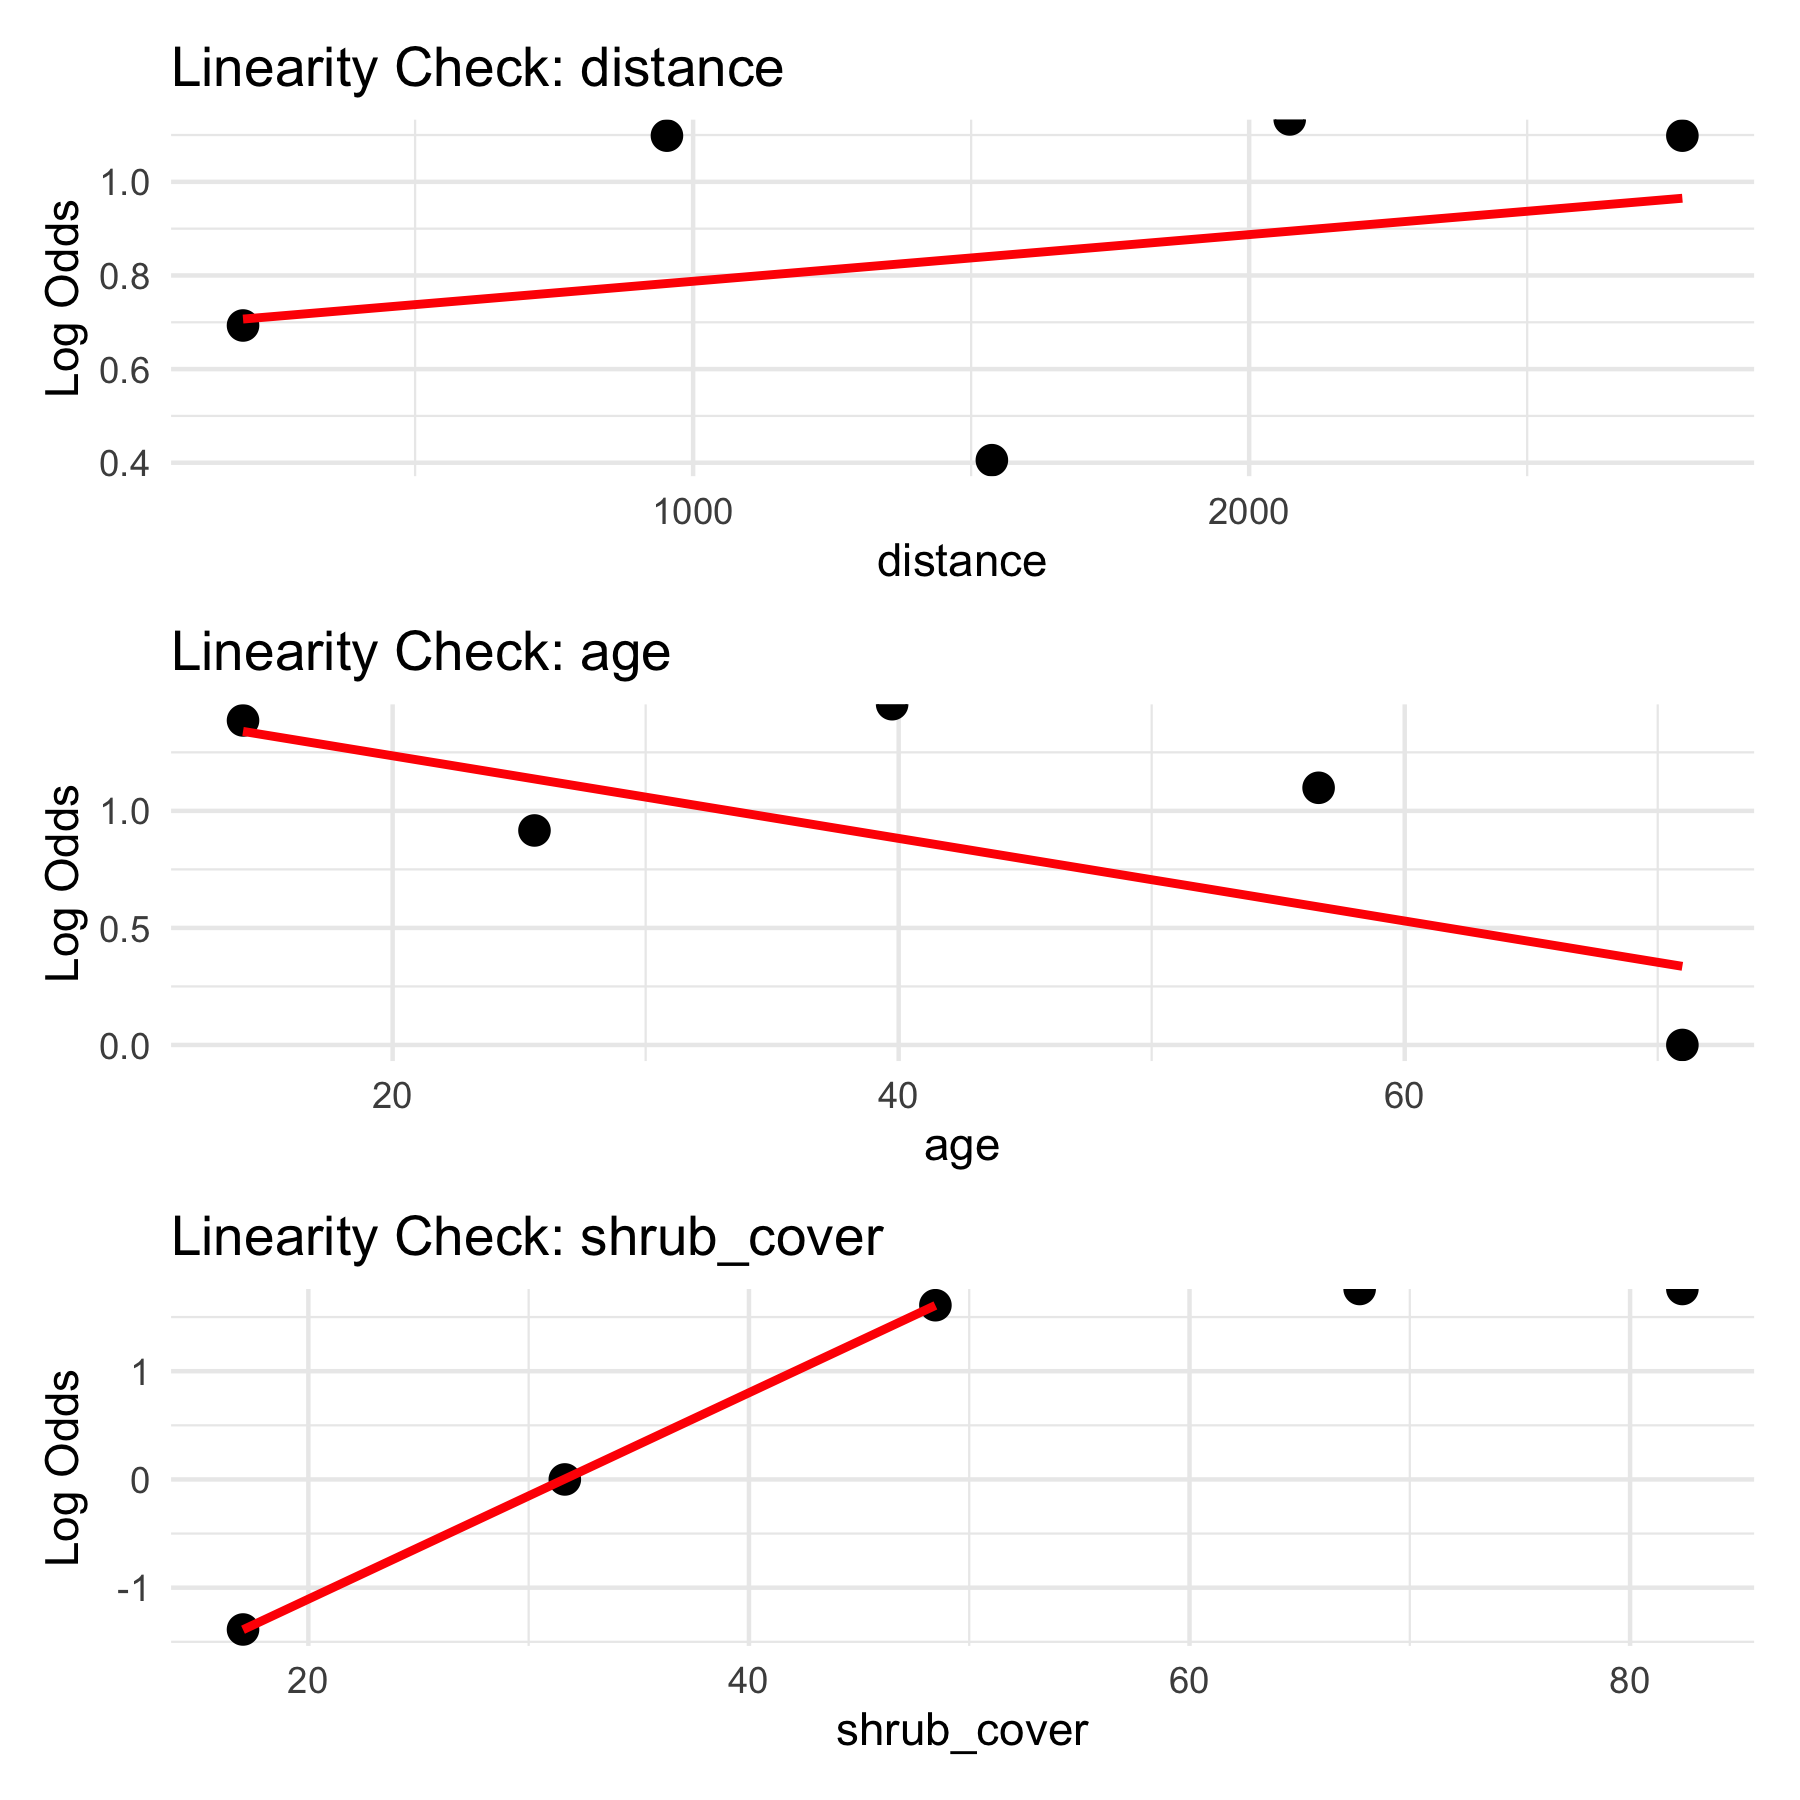 Linearity Check: distance
Log Odds
1.0
0.8
0.6
0.4
1000 2000
distance
Linearity Check: age
Log Odds
1.0
0.5
0.0
20 40 60
age
Linearity Check: shrub_cover
Log Odds
1
0
-1
20 40 60 80
shrub_cover